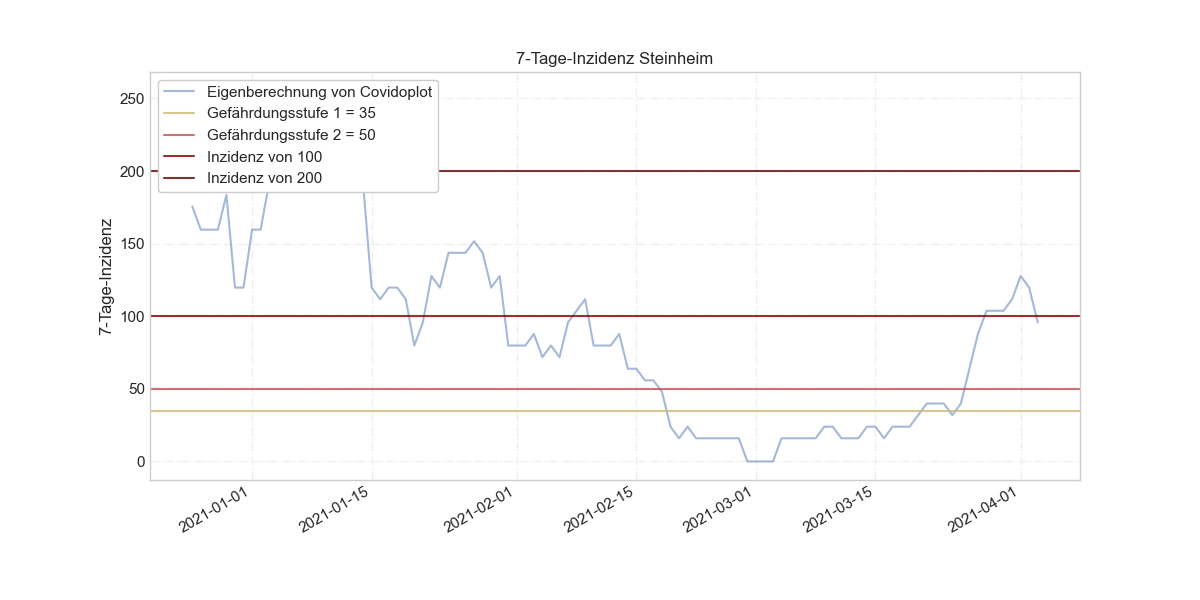 7-Tage-Inzidenz Steinheim
Eigenberechnung von Covidoplot
Gefährdungsstufe 1 = 35
Gefährdungsstufe 2 = 50
Inzidenz von 100
Inzidenz von 200
7-Tage-Inzidenz
250
200
150
100
50
0
2021-01-01
2021-01-15
2021-02-01
2021-02-15
2021-03-01
2021-03-15
2021-04-01